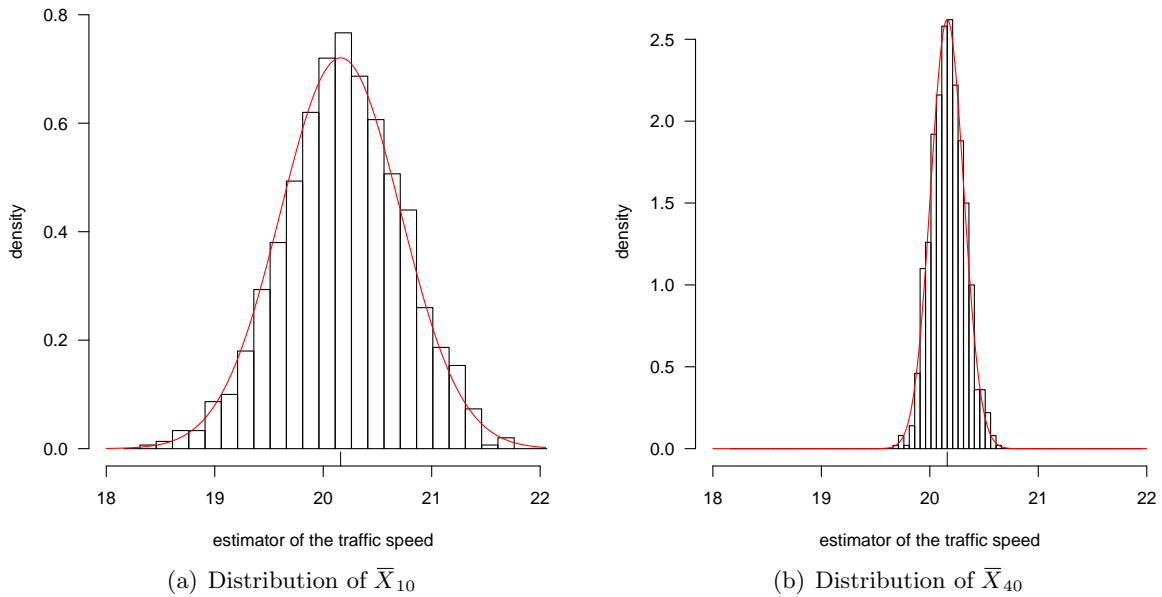 0.8
0.6
0.4
0.2
0.0
density
18 19 20 21 22
estimator of the traffic speed
(a) Distribution of X̅₁₀
2.5
2.0
1.5
1.0
0.5
0.0
density
18 19 20 21 22
estimator of the traffic speed
(b) Distribution of X̅₄₀